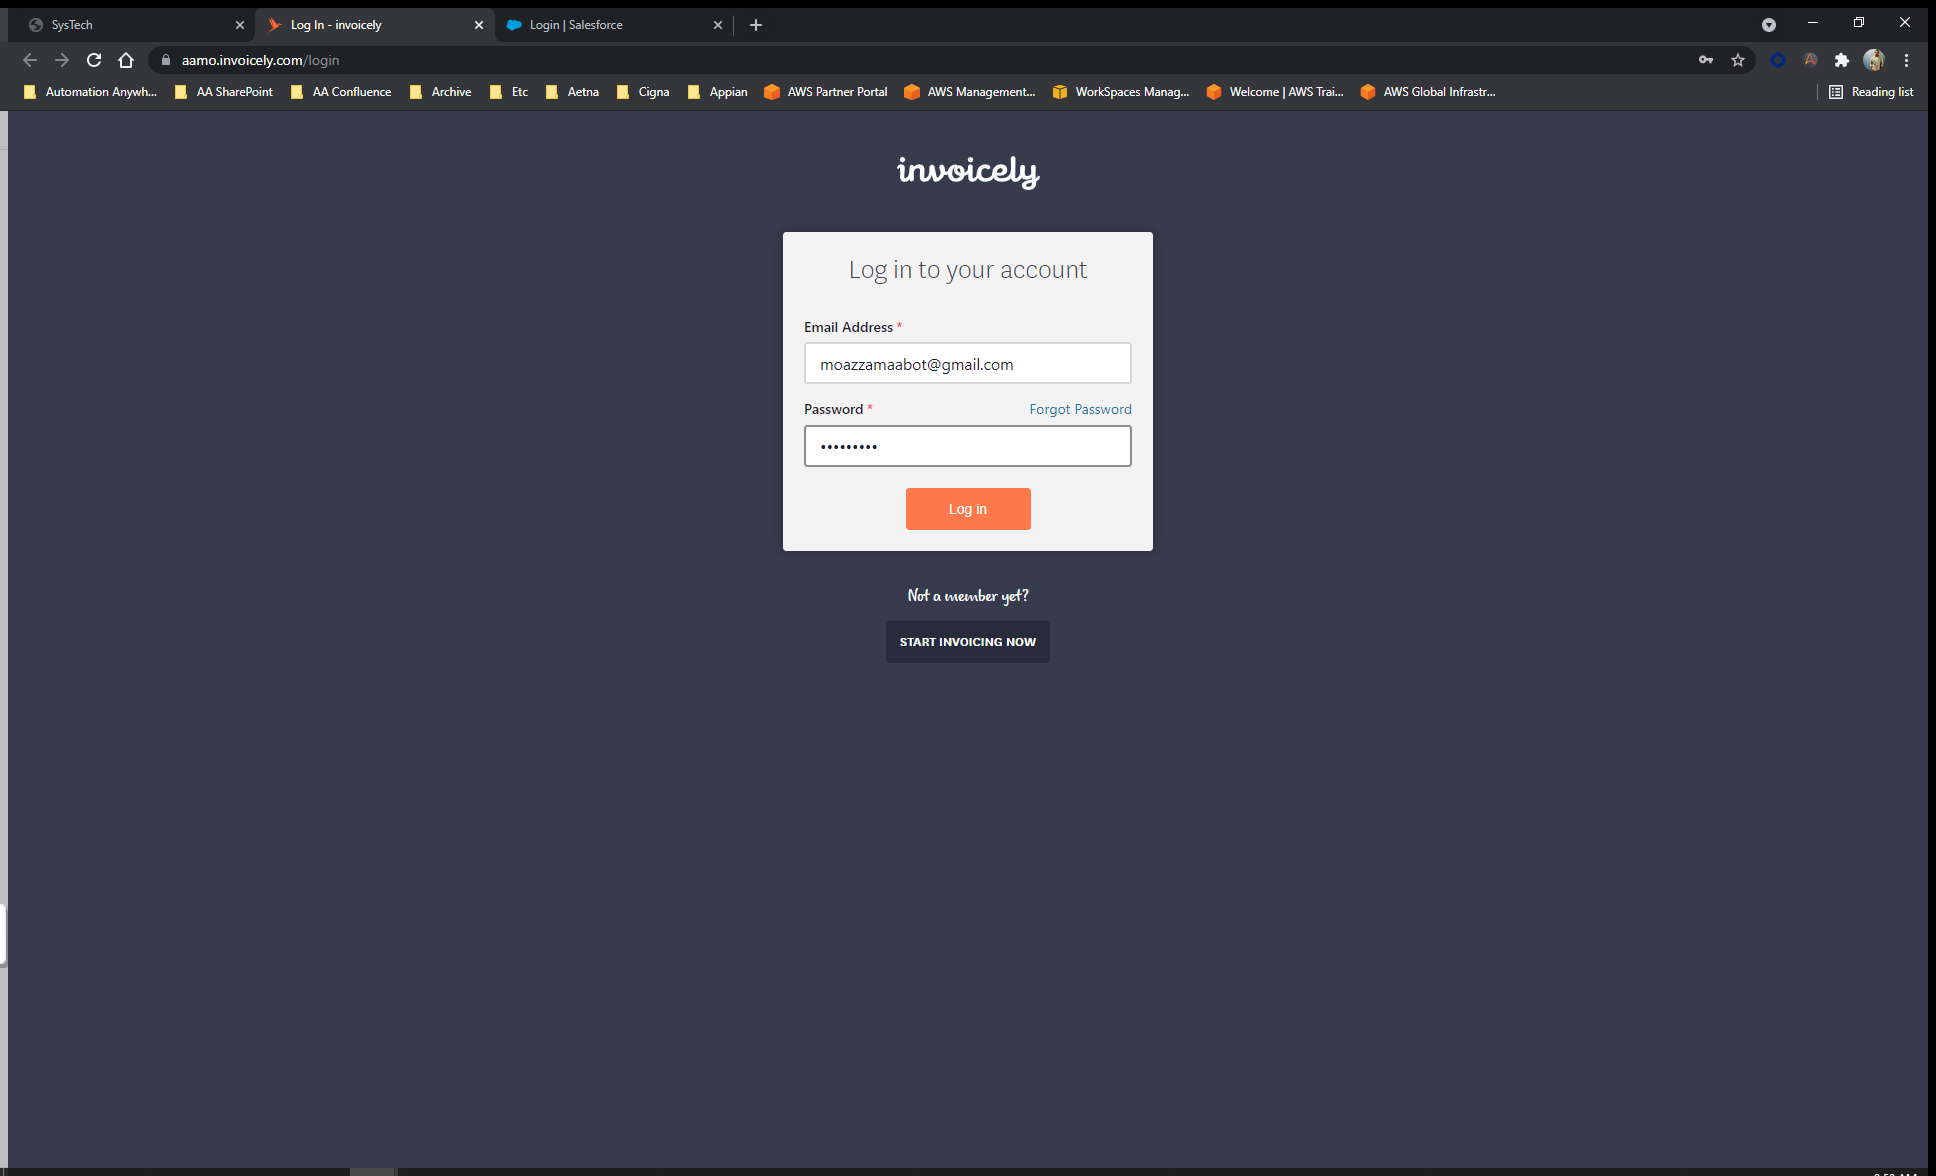 SysTech
Log In - invoicely
Login | Salesforce
aamo.invoicely.com/login
Automation Anywh...
AA SharePoint
AA Confluence
Archive
Etc
Aetna
Cigna
Appian
AWS Partner Portal
AWS Management...
WorkSpaces Manag...
Welcome | AWS Trai...
AWS Global Infrastr...
Reading list
invoicely
Log in to your account
Email Address *
moazzamaabot@gmail.com
Password *
Forgot Password
•••••••••
Log in
Not a member yet?
START INVOICING NOW